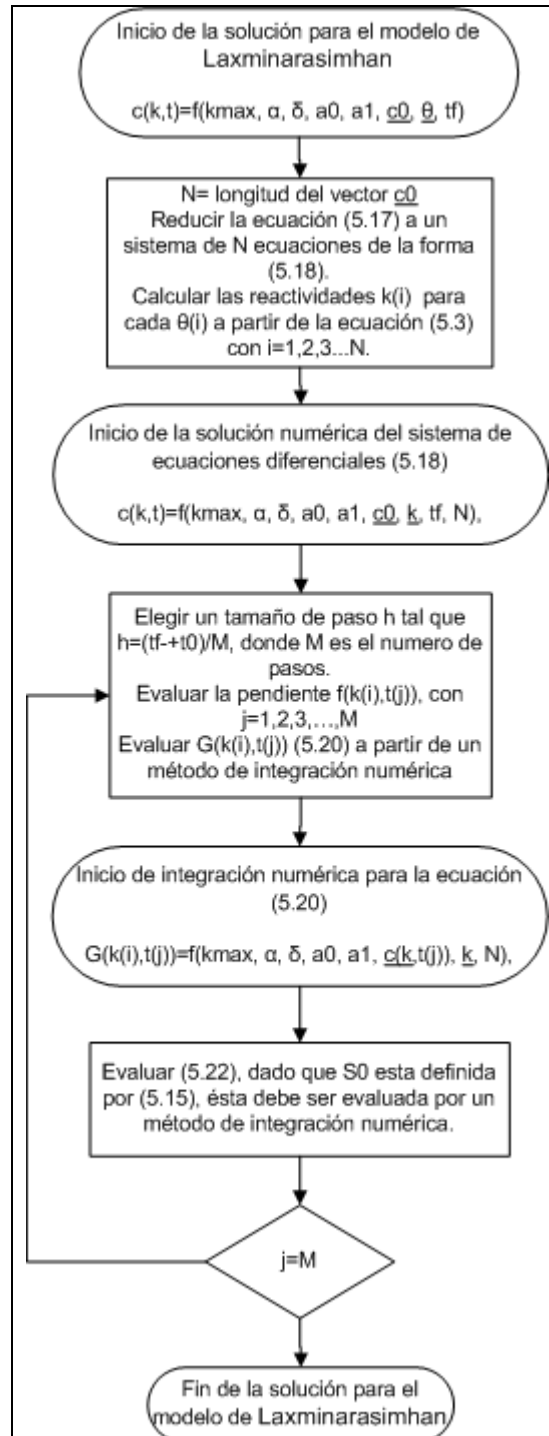 Inicio de la solución para el modelo de
Laxminarasimhan
c(k,t)=f(kmax, α, δ, a0, a1, c0, θ, tf)
N= longitud del vector c0
Reducir la ecuación (5.17) a un
sistema de N ecuaciones de la forma
(5.18).
Calcular las reactividades k(i) para
cada θ(i) a partir de la ecuación (5.3)
con i=1,2,3...N.
Inicio de la solución numérica del sistema de
ecuaciones diferenciales (5.18)
c(k,t)=f(kmax, α, δ, a0, a1, c0, k, tf, N),
Elegir un tamaño de paso h tal que
h=(tf-+t0)/M, donde M es el numero de
pasos.
Evaluar la pendiente f(k(i),t(j)), con
j=1,2,3,…,M
Evaluar G(k(i),t(j)) (5.20) a partir de un
método de integración numérica
Inicio de integración numérica para la ecuación
(5.20)
G(k(i),t(j))=f(kmax, α, δ, a0, a1, c(k,t(j)), k, N),
Evaluar (5.22), dado que S0 esta definida
por (5.15), ésta debe ser evaluada por un
método de integración numérica.
j=M
Fin de la solución para el
modelo de Laxminarasimhan